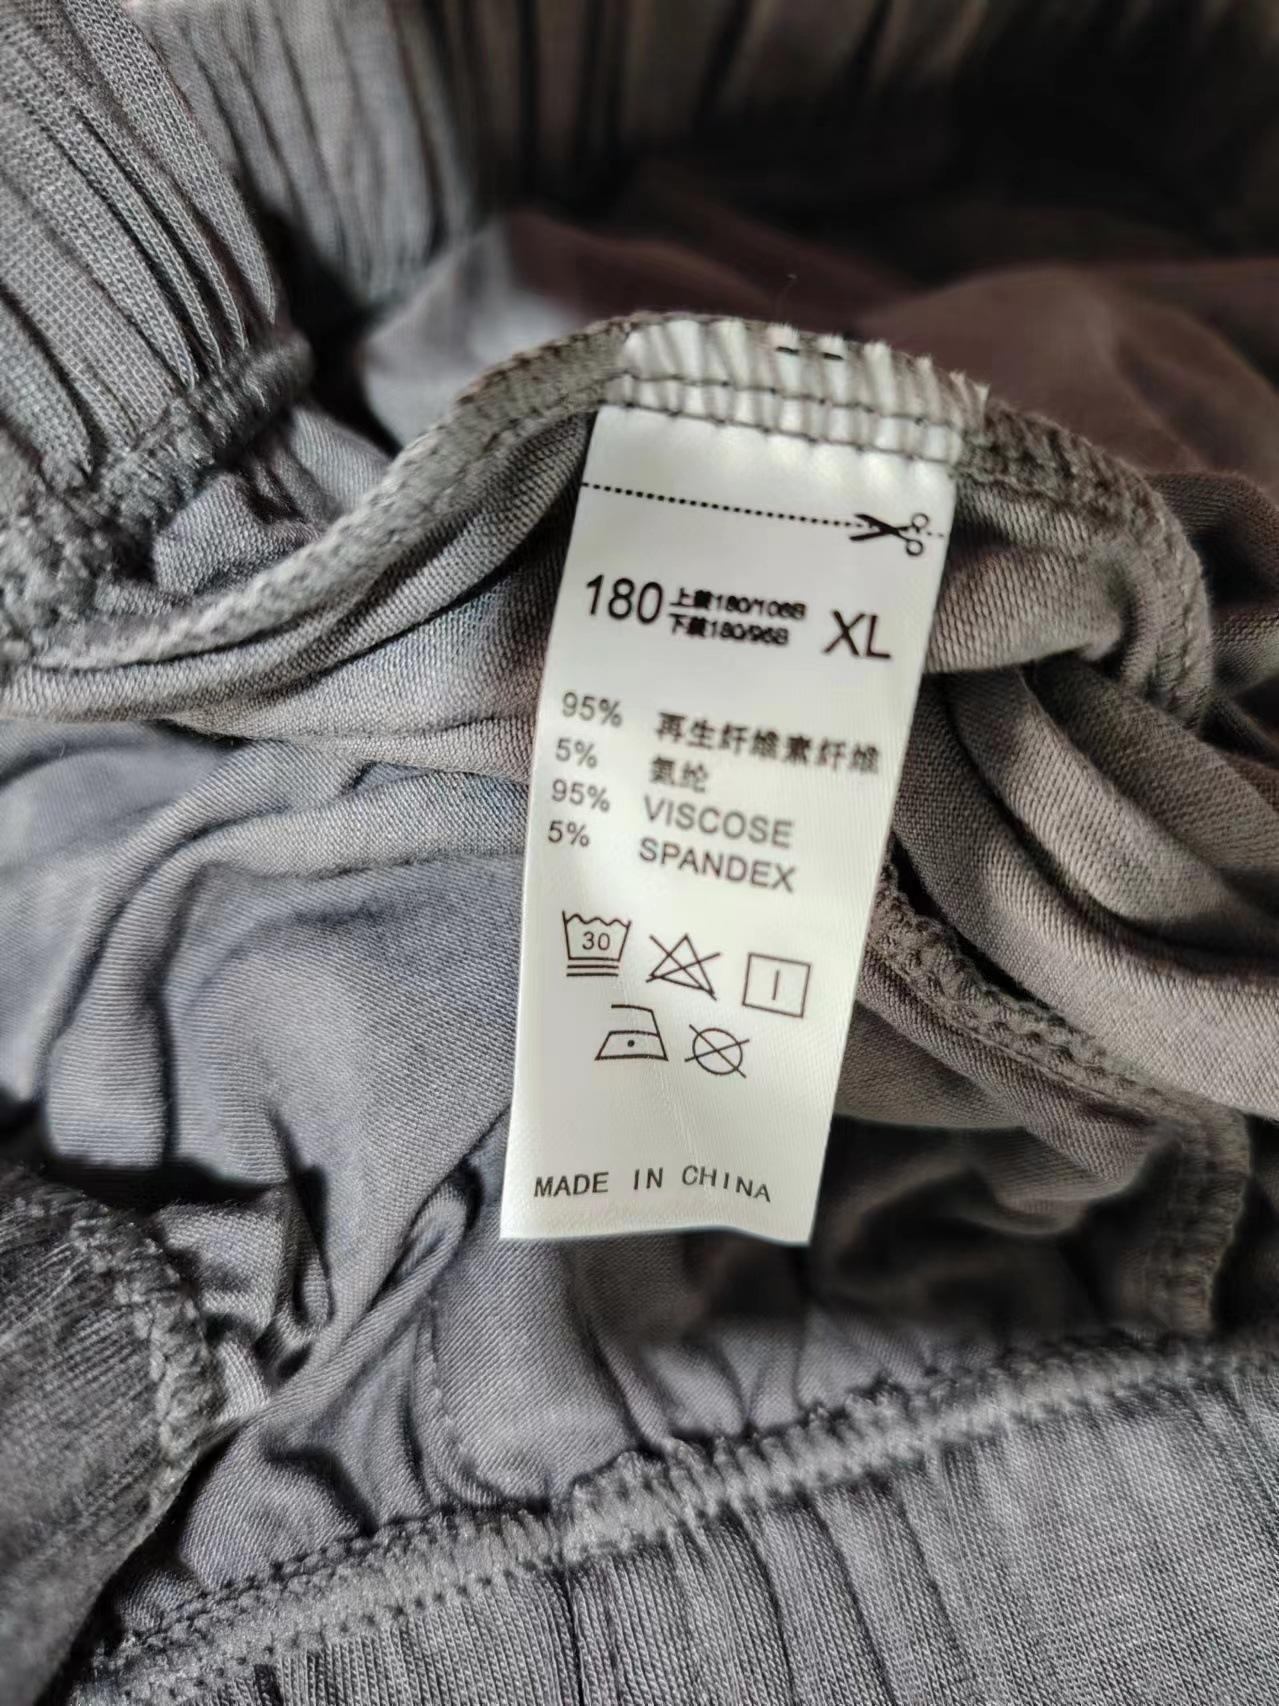 180 上装180/108B XL
下装180/96B
95% 再生纤维素纤维
5% 氨纶
95% VISCOSE
5% SPANDEX
30
MADE IN CHINA